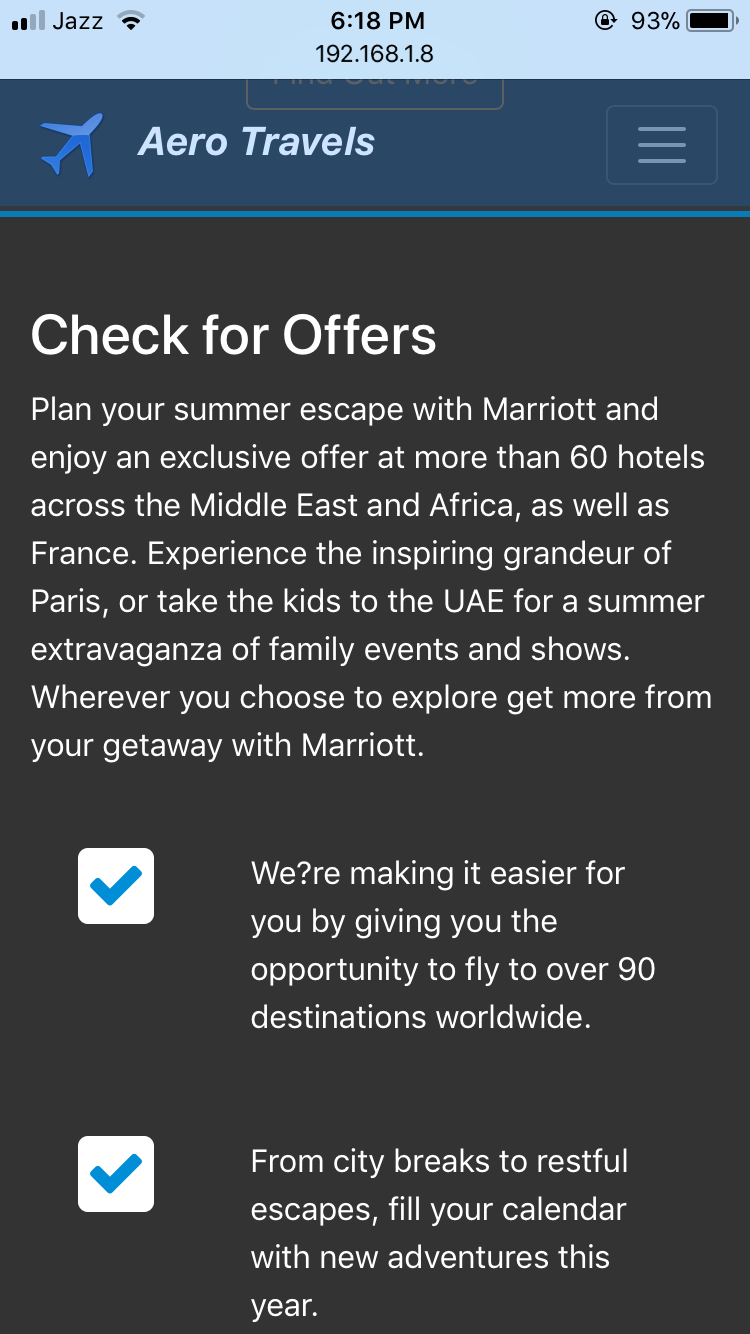 Jazz 6:18 PM 93%
192.168.1.8
Find Out More
Aero Travels
Check for Offers
Plan your summer escape with Marriott and
enjoy an exclusive offer at more than 60 hotels
across the Middle East and Africa, as well as
France. Experience the inspiring grandeur of
Paris, or take the kids to the UAE for a summer
extravaganza of family events and shows.
Wherever you choose to explore get more from
your getaway with Marriott.
We?re making it easier for
you by giving you the
opportunity to fly to over 90
destinations worldwide.
From city breaks to restful
escapes, fill your calendar
with new adventures this
year.